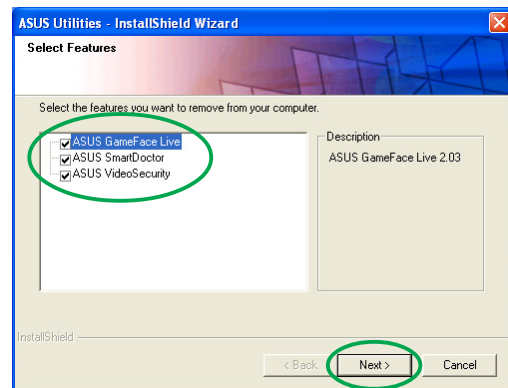 ASUS Utilities - InstallShield Wizard
Select Features
Select the features you want to remove from your computer.
ASUS GameFace Live
ASUS SmartDoctor
ASUS VideoSecurity
Description
ASUS GameFace Live 2.03
InstallShield
< Back
Next >
Cancel